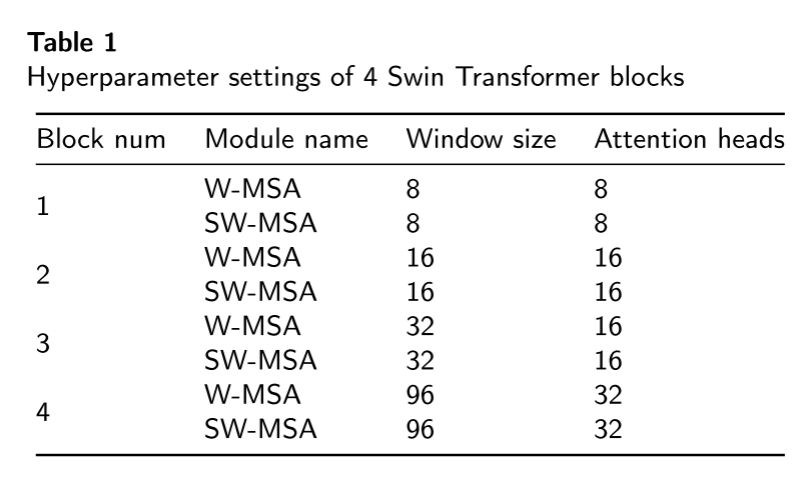 Table 1
Hyperparameter settings of 4 Swin Transformer blocks
Block num Module name Window size Attention heads
1 W-MSA 8 8
SW-MSA 8 8
2 W-MSA 16 16
SW-MSA 16 16
3 W-MSA 32 16
SW-MSA 32 16
4 W-MSA 96 32
SW-MSA 96 32